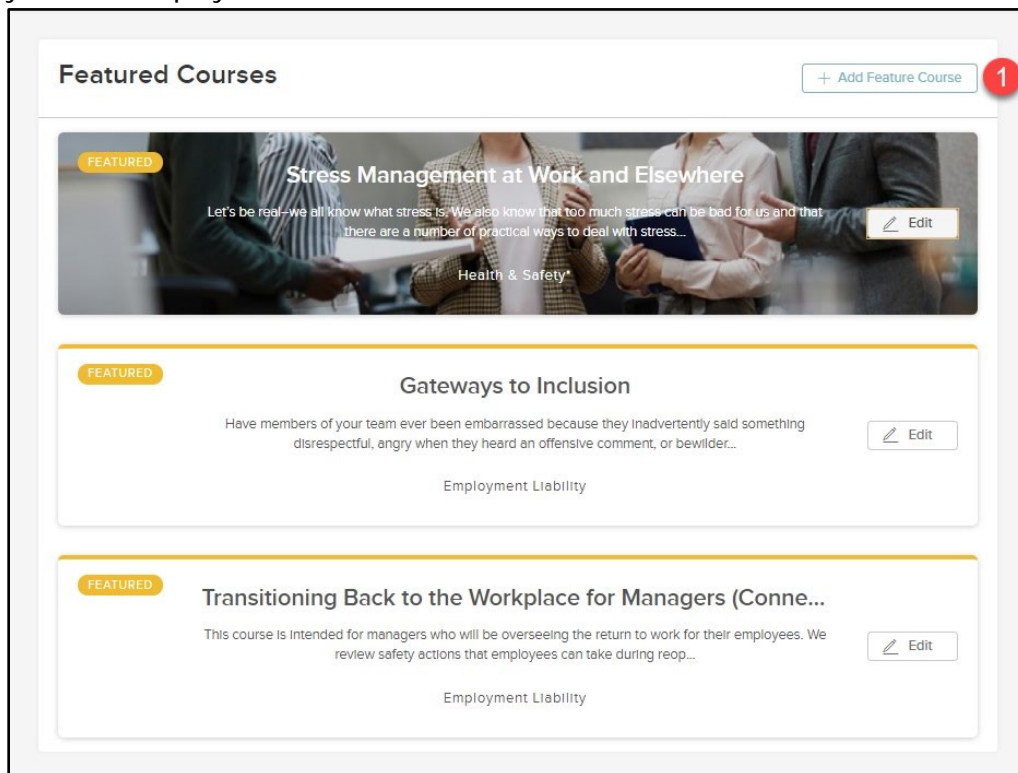 Featured Courses
+ Add Feature Course
1
FEATURED
Stress Management at Work and Elsewhere
Let's be real–we all know what stress is. We also know that too much stress can be bad for us and that
there are a number of practical ways to deal with stress...
Edit
Health & Safety*
FEATURED
Gateways to Inclusion
Have members of your team ever been embarrassed because they inadvertently said something
disrespectful, angry when they heard an offensive comment, or bewilder...
Edit
Employment Liability
FEATURED
Transitioning Back to the Workplace for Managers (Conne...
This course is intended for managers who will be overseeing the return to work for their employees. We
review safety actions that employees can take during reop...
Edit
Employment Liability